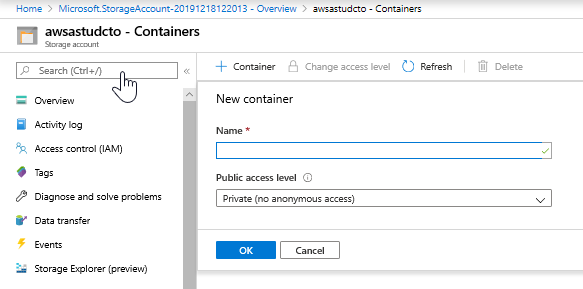 Home > Microsoft.StorageAccount-20191218122013 - Overview > awsastudcto - Containers
awsastudcto - Containers
Storage account
Search (Ctrl+/)
«
Overview
Activity log
Access control (IAM)
Tags
Diagnose and solve problems
Data transfer
Events
Storage Explorer (preview)
+ Container
Change access level
Refresh
Delete
New container
Name *
Public access level
Private (no anonymous access)
OK
Cancel